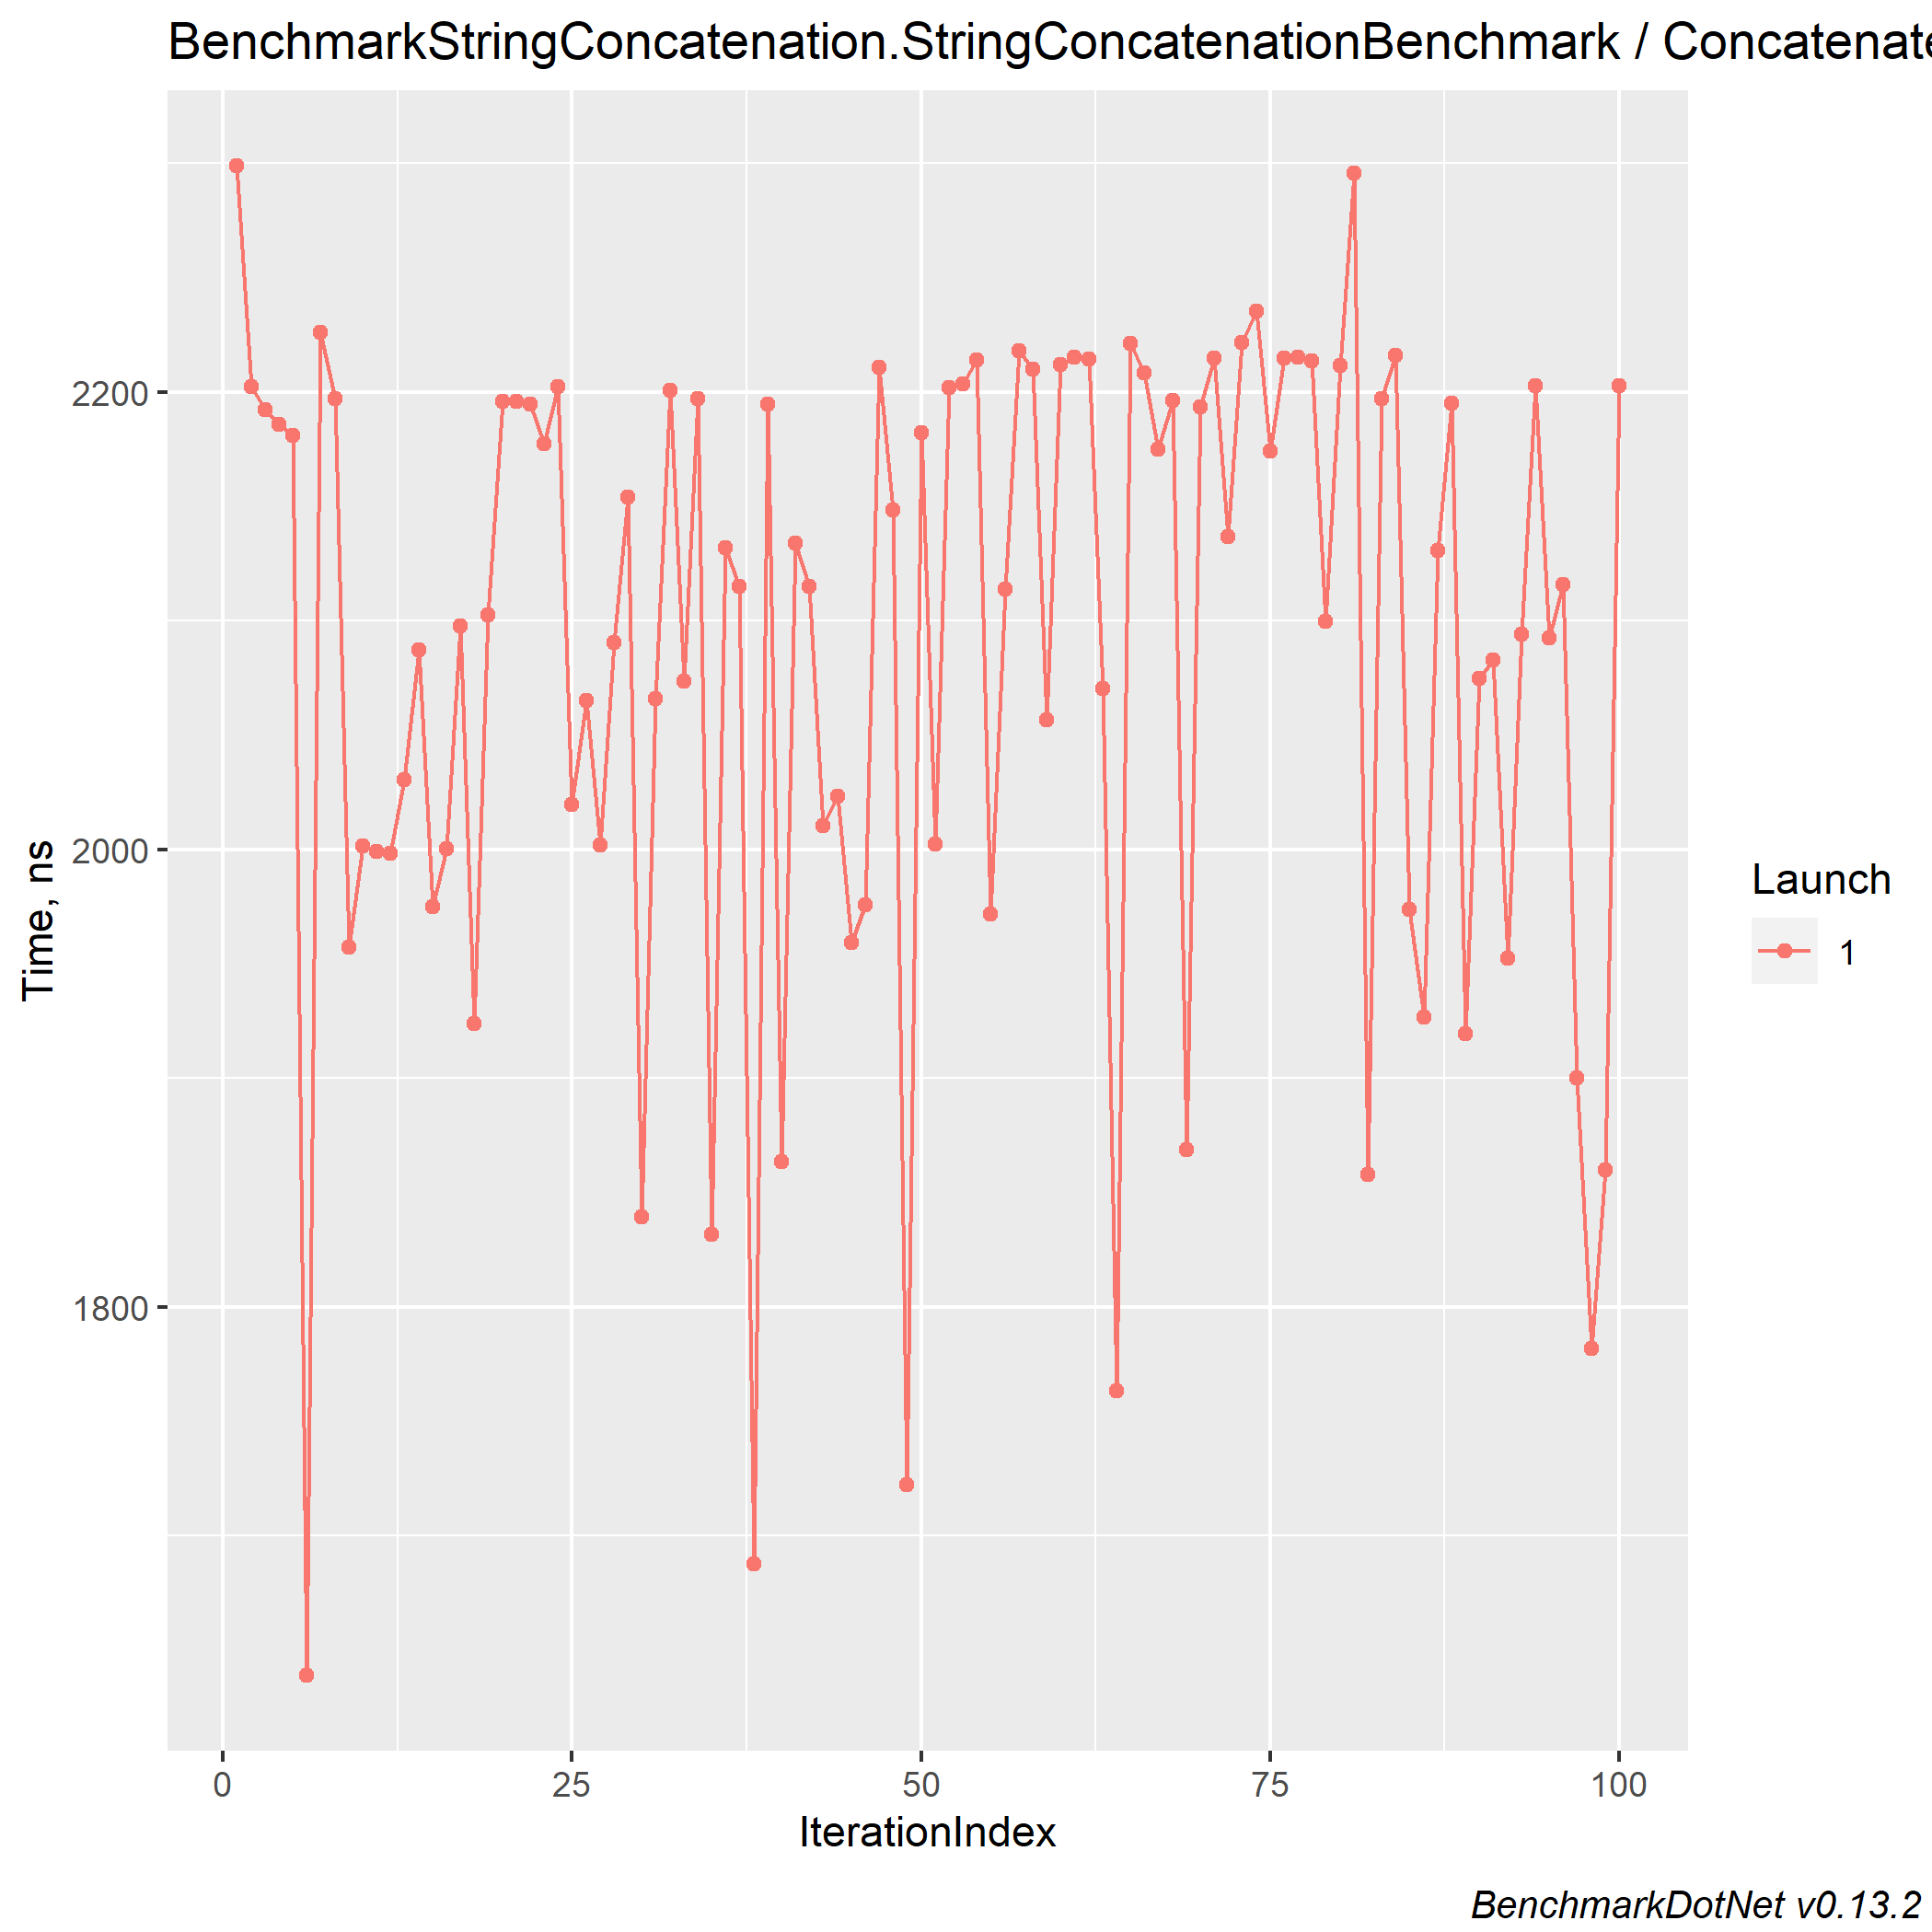 BenchmarkStringConcatenation.StringConcatenationBenchmark / Concatenate
2200
2000
1800
Time, ns
0 25 50 75 100
IterationIndex
Launch
1
BenchmarkDotNet v0.13.2